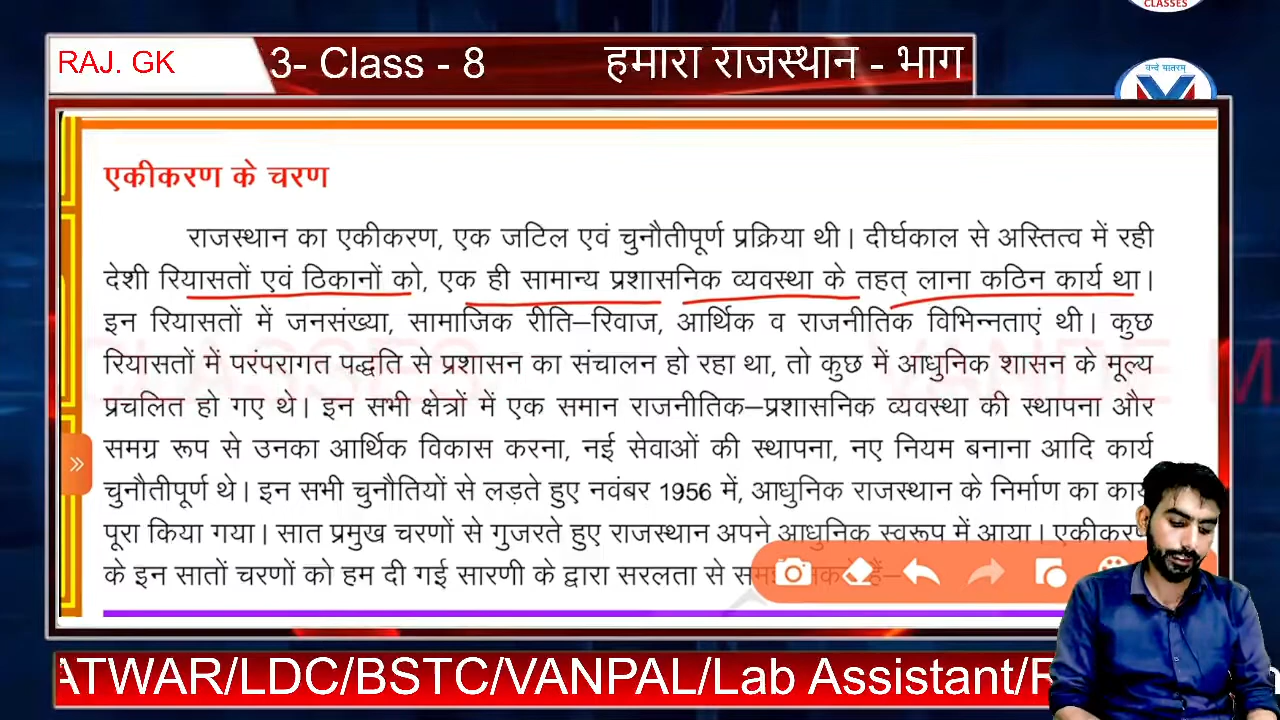 CLASSES
RAJ. GK
3- Class - 8 हमारा राजस्थान - भाग
वन्दे मातरम्
एकीकरण के चरण
राजस्थान का एकीकरण, एक जटिल एवं चुनौतीपूर्ण प्रक्रिया थी। दीर्घकाल से अस्तित्व में रही
देशी रियासतों एवं ठिकानों को, एक ही सामान्य प्रशासनिक व्यवस्था के तहत् लाना कठिन कार्य था।
इन रियासतों में जनसंख्या, सामाजिक रीति–रिवाज, आर्थिक व राजनीतिक विभिन्नताएं थी। कुछ
रियासतों में परंपरागत पद्धति से प्रशासन का संचालन हो रहा था, तो कुछ में आधुनिक शासन के मूल्य
प्रचलित हो गए थे। इन सभी क्षेत्रों में एक समान राजनीतिक–प्रशासनिक व्यवस्था की स्थापना और
समग्र रूप से उनका आर्थिक विकास करना, नई सेवाओं की स्थापना, नए नियम बनाना आदि कार्य
चुनौतीपूर्ण थे। इन सभी चुनौतियों से लड़ते हुए नवंबर 1956 में, आधुनिक राजस्थान के निर्माण का कार्य
पूरा किया गया। सात प्रमुख चरणों से गुजरते हुए राजस्थान अपने आधुनिक स्वरूप में आया। एकीकरण
के इन सातों चरणों को हम दी गई सारणी के द्वारा सरलता से
ATWAR/LDC/BSTC/VANPAL/Lab Assistant/